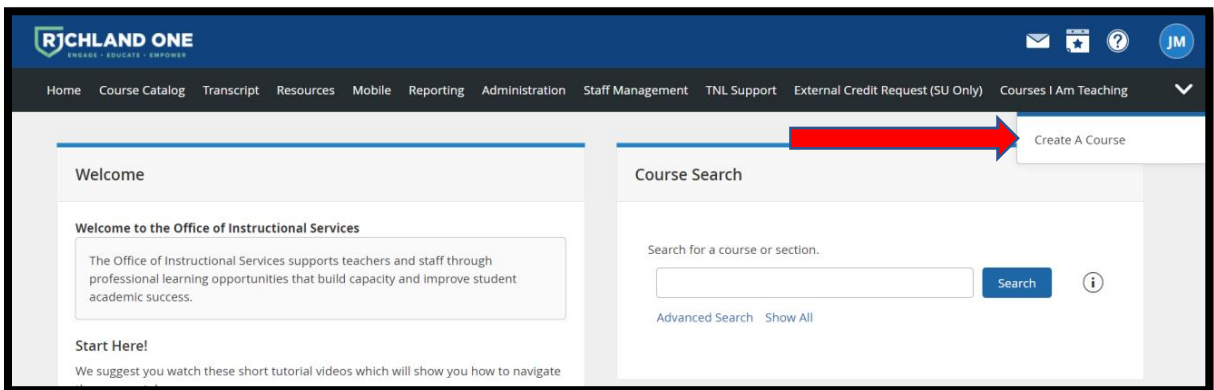 RICHLAND ONE
ENGAGE - EDUCATE - EMPOWER
JM
Home Course Catalog Transcript Resources Mobile Reporting Administration Staff Management TNL Support External Credit Request (SU Only) Courses I Am Teaching
Create A Course
Welcome
Welcome to the Office of Instructional Services
The Office of Instructional Services supports teachers and staff through
professional learning opportunities that build capacity and improve student
academic success.
Start Here!
We suggest you watch these short tutorial videos which will show you how to navigate
Course Search
Search for a course or section.
Search
Advanced Search Show All